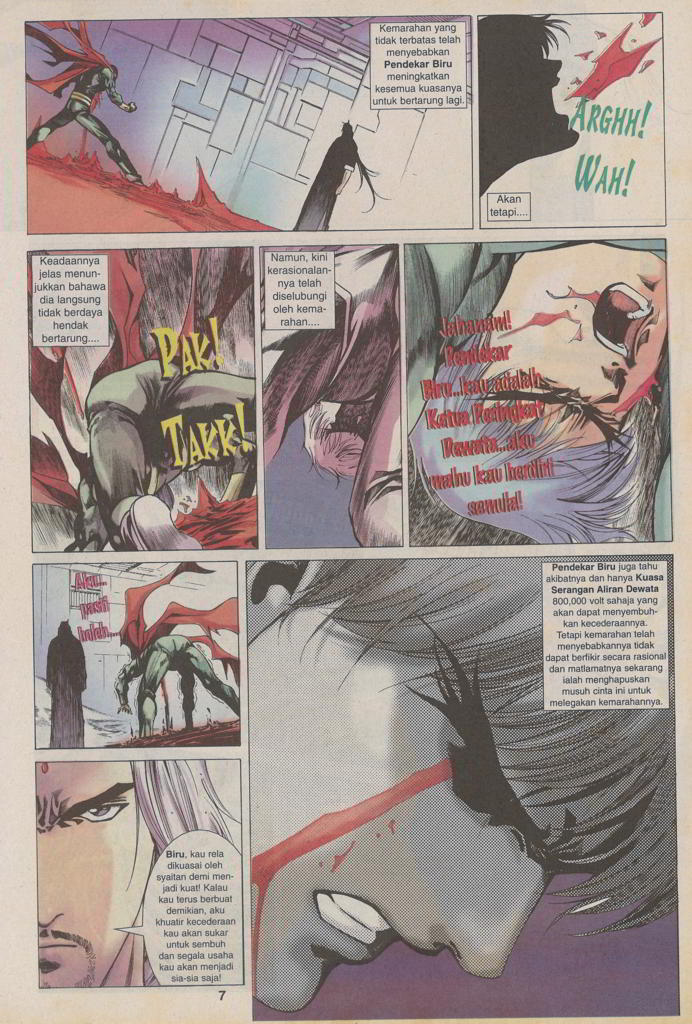 Kemarahan yang
tidak terbatas telah
menyebabkan
Pendekar Biru
meningkatkan
kesemua kuasanya
untuk bertarung lagi.
ARGHH!
WAH!
Akan
tetapi....
Keadaannya
jelas menun-
jukkan bahawa
dia langsung
tidak berdaya
hendak
bertarung....
PAK!
TAKK!
Namun, kini
kerasionalan-
nya telah
diselubungi
oleh kema-
rahan....
Jahanam!
Pendekar
Biru...kau adalah
Ketua Peringkat
Dewata...aku
mahu kau berdiri
semula!
Aku...
pasti
boleh....
Pendekar Biru juga tahu
akibatnya dan hanya Kuasa
Serangan Aliran Dewata
800,000 volt sahaja yang
akan dapat menyembuh-
kan kecederaannya.
Tetapi kemarahan telah
menyebabkannya tidak
dapat berfikir secara rasional
dan matlamatnya sekarang
ialah menghapuskan
musuh cinta ini untuk
melegakan kemarahannya.
Biru, kau rela
dikuasai oleh
syaitan demi men-
jadi kuat! Kalau
kau terus berbuat
demikian, aku
khuatir kecederaan
kau akan sukar
untuk sembuh
dan segala usaha
kau akan menjadi
sia-sia saja!
7